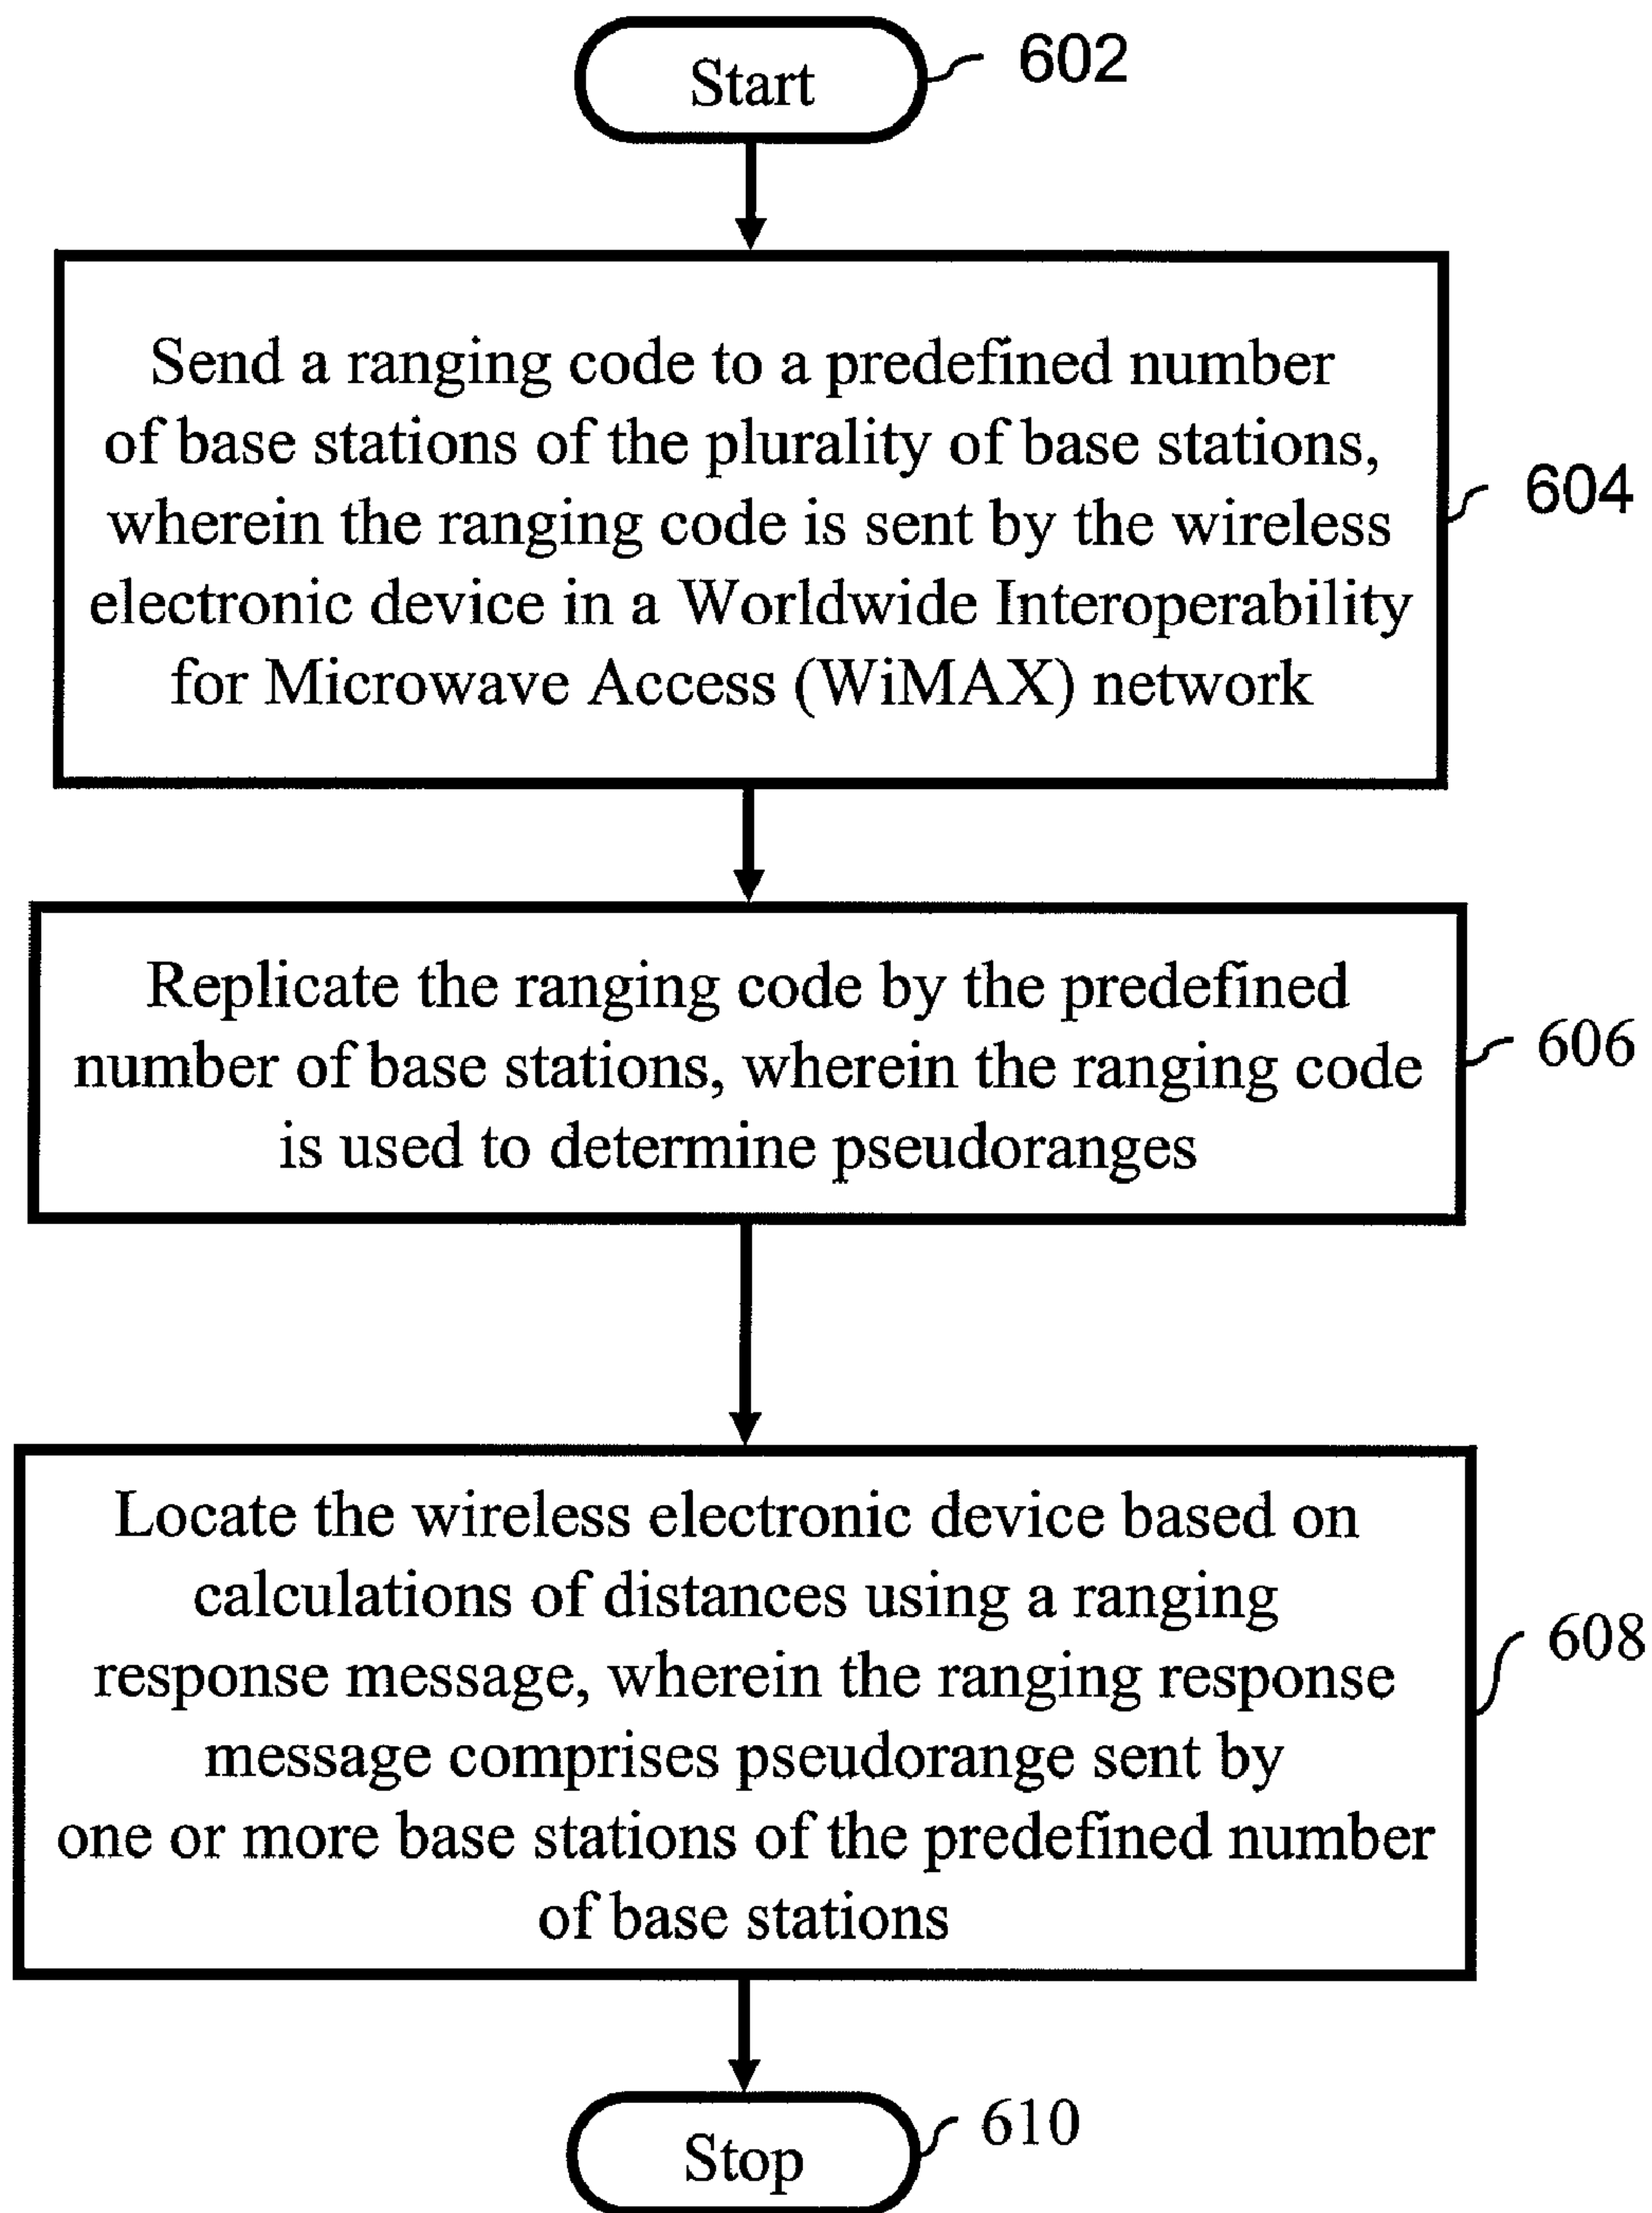 Start
602
Send a ranging code to a predefined number
of base stations of the plurality of base stations,
wherein the ranging code is sent by the wireless
electronic device in a Worldwide Interoperability
for Microwave Access (WiMAX) network
604
Replicate the ranging code by the predefined
number of base stations, wherein the ranging code
is used to determine pseudoranges
606
Locate the wireless electronic device based on
calculations of distances using a ranging
response message, wherein the ranging response
message comprises pseudorange sent by
one or more base stations of the predefined number
of base stations
608
Stop
610